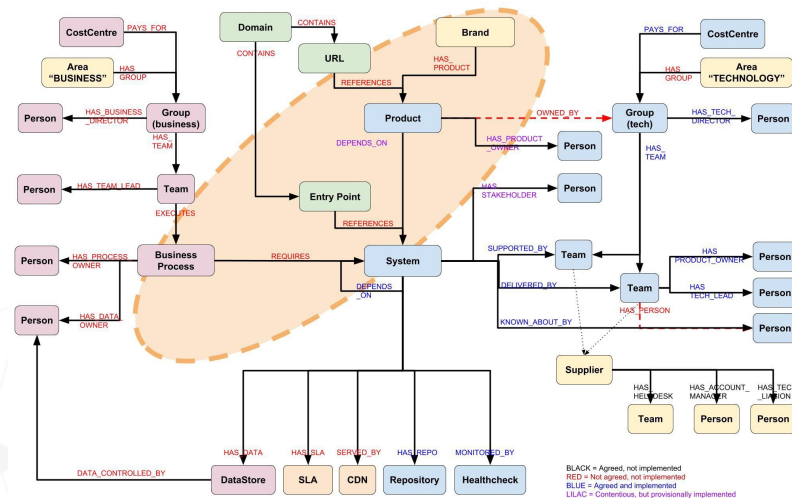 CostCentre
PAYS_FOR
Domain
CONTAINS
Brand
PAYS_FOR
CostCentre
CONTAINS
URL
HAS_
PRODUCT
Area
“BUSINESS”
HAS
GROUP
REFERENCES
HAS_
GROUP
Area
“TECHNOLOGY”
Person
HAS_BUSINESS
_DIRECTOR
Group
(business)
Product
OWNED_BY
Group
(tech)
HAS_TECH_
DIRECTOR
Person
HAS_
TEAM
DEPENDS_ON
HAS_PRODUCT
_OWNER
Person
HAS_
TEAM
Person
HAS_TEAM_LEAD
Team
HAS_
STAKEHOLDER
Person
EXECUTES
Entry Point
REFERENCES
Person
HAS_PROCESS
OWNER
Business
Process
REQUIRES
System
SUPPORTED_BY
Team
HAS
PRODUCT_OWNER
Person
DEPENDS
_ON
DELIVERED_BY
Team
HAS
TECH_LEAD
Person
HAS_PERSON
Person
HAS_DATA
OWNER
KNOWN_ABOUT_BY
Person
Supplier
HAS_
HELPDESK
HAS_ACCOUNT_
MANAGER
HAS_TEC
_LIAISION
Team
Person
Person
HAS_DATA
HAS_SLA
SERVED_BY
HAS_REPO
MONITORED_BY
DATA_CONTROLLED_BY
DataStore
SLA
CDN
Repository
Healthcheck
BLACK = Agreed, not implemented
RED = Not agreed, not implemented
BLUE = Agreed and implemented
LILAC = Contentious, but provisionally implemented